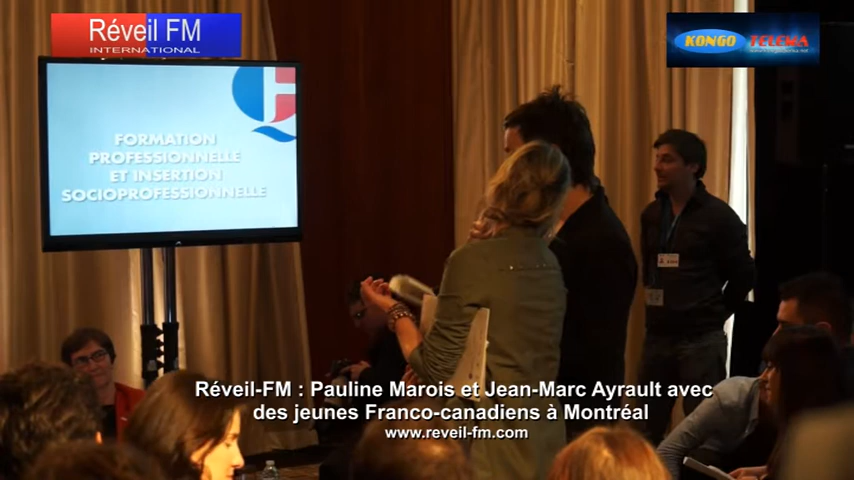 Réveil FM
INTERNATIONAL
KONGO TELEMA
FORMATION
PROFESSIONNELLE
ET INSERTION
SOCIOPROFESSIONNELLE
Réveil-FM : Pauline Marois et Jean-Marc Ayrault avec
des jeunes Franco-canadiens à Montréal
www.reveil-fm.com